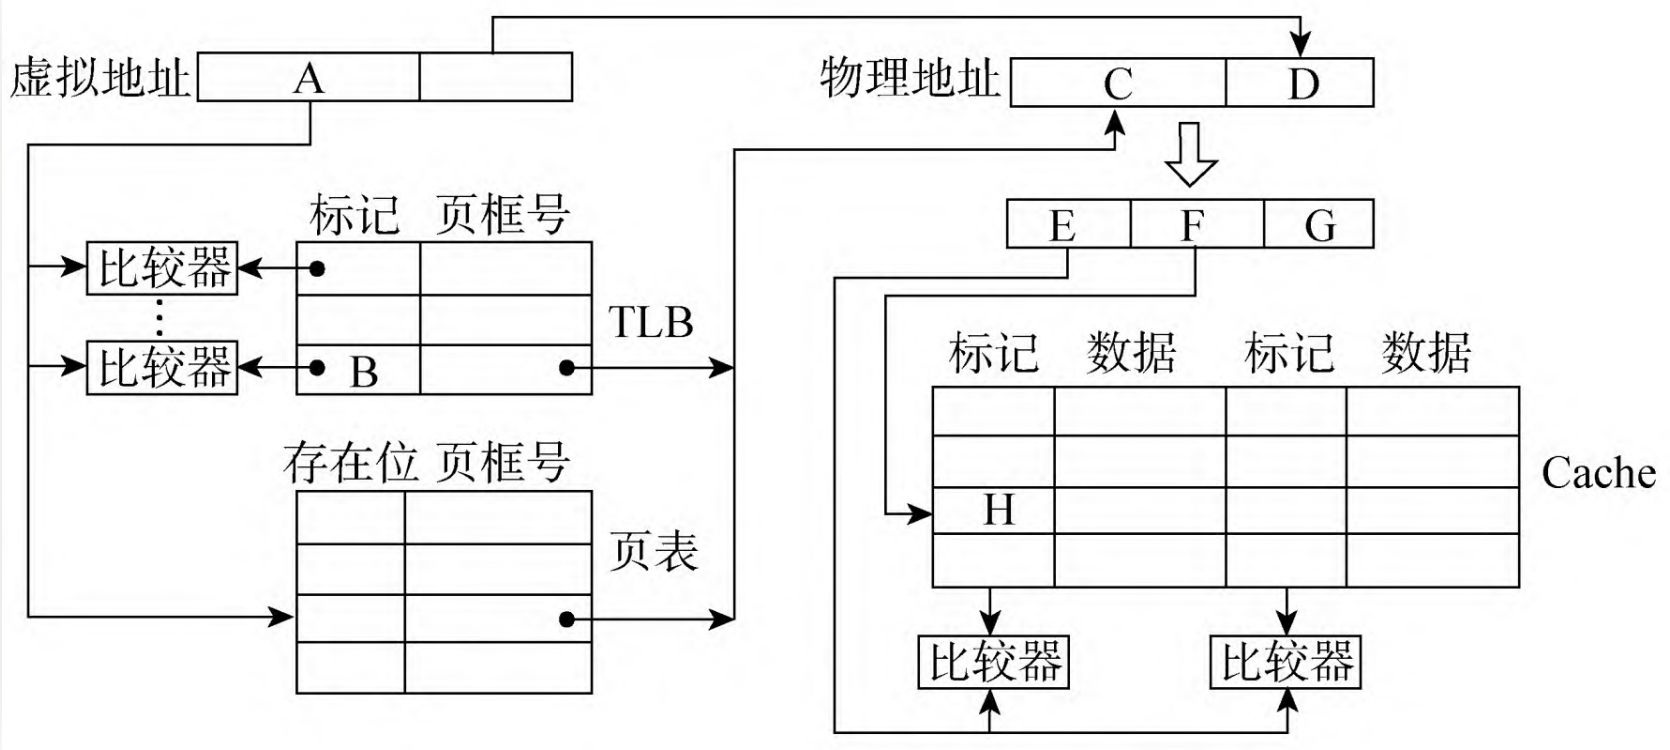 虚拟地址 A
物理地址 C D
标记 页框号
E F G
比较器
TLB
比较器 B
标记 数据 标记 数据
存在位 页框号
Cache
H
页表
比较器 比较器